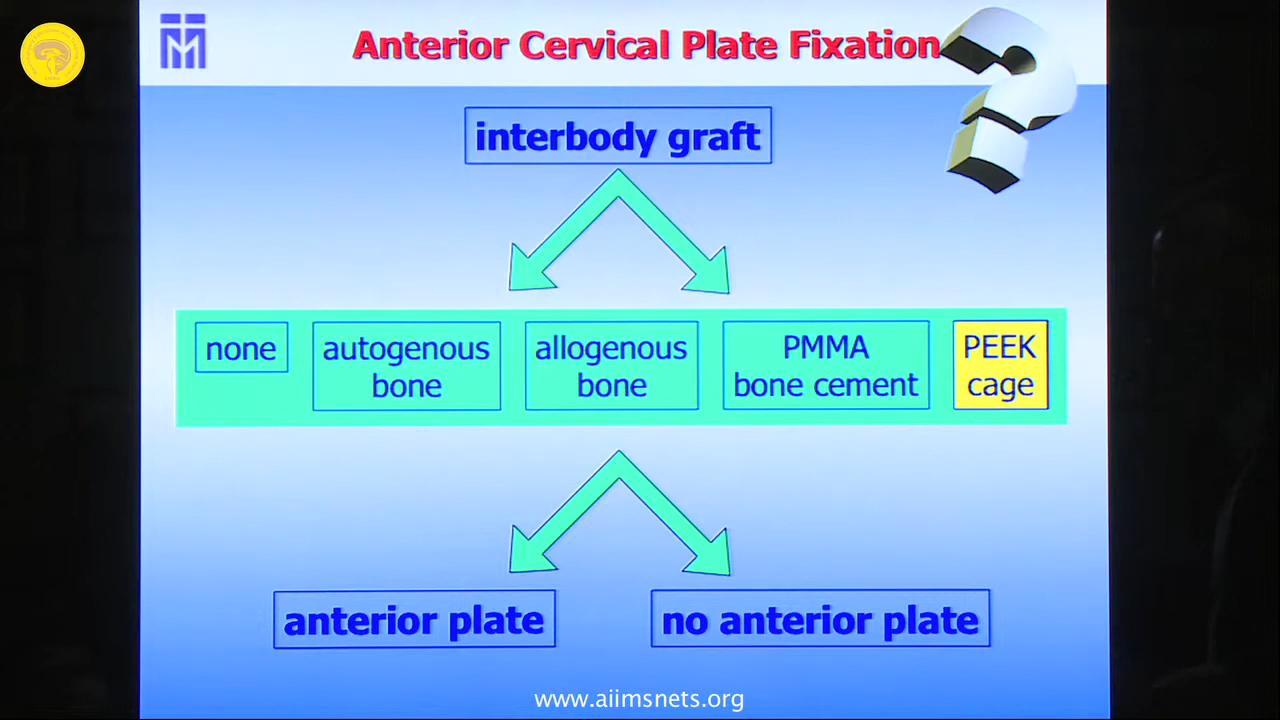 Anterior Cervical Plate Fixation
interbody graft
none
autogenous
bone
allogenous
bone
PMMA
bone cement
PEEK
cage
anterior plate
no anterior plate
www.aiimsnets.org